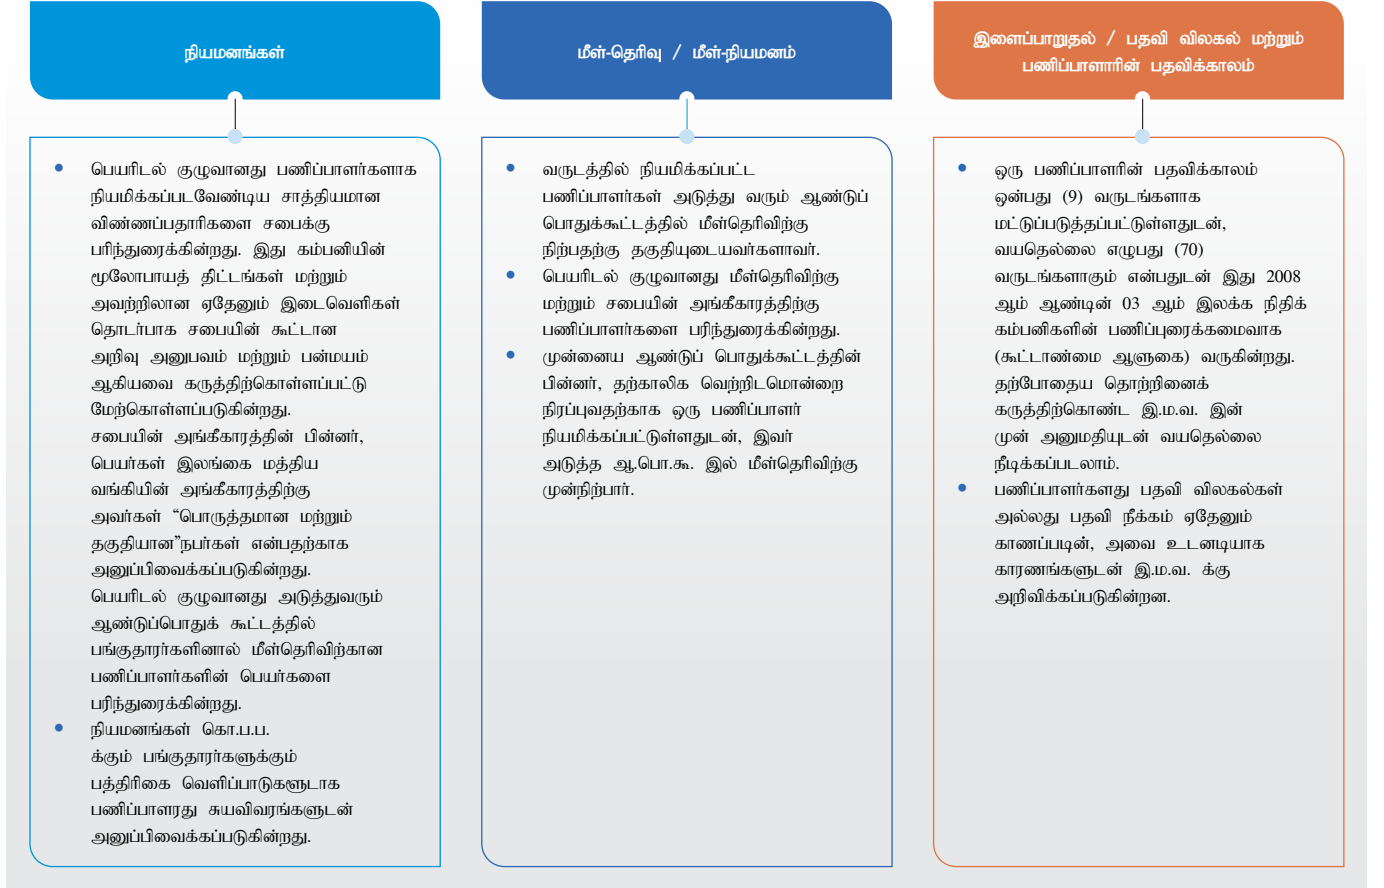 நியமனங்கள்
பெயரிடல் குழுவானது பணிப்பாளர்களாக
நியமிக்கப்படவேண்டிய சாத்தியமான
விண்ணப்பதாரிகளை சபைக்கு
பரிந்துரைக்கின்றது. இது கம்பனியின்
மூலோபாயத் திட்டங்கள் மற்றும்
அவற்றிலான ஏதேனும் இடைவெளிகள்
தொடர்பாக சபையின் கூட்டான
அறிவு அனுபவம் மற்றும் பன்மயம்
ஆகியவை கருத்திற்கொள்ளப்பட்டு
மேற்கொள்ளப்படுகின்றது.
சபையின் அங்கீகாரத்தின் பின்னர்,
பெயர்கள் இலங்கை மத்திய
வங்கியின் அங்கீகாரத்திற்கு
அவர்கள் “பொருத்தமான மற்றும்
தகுதியான”நபர்கள் என்பதற்காக
அனுப்பிவைக்கப்படுகின்றது.
பெயரிடல் குழுவானது அடுத்துவரும்
ஆண்டுப்பொதுக் கூட்டத்தில்
பங்குதாரர்களினால் மீள்தெரிவிற்கான
பணிப்பாளர்களின் பெயர்களை
பரிந்துரைக்கின்றது.
நியமனங்கள் கொ.ப.ப.
க்கும் பங்குதாரர்களுக்கும்
பத்திரிகை வெளிப்பாடுகளூடாக
பணிப்பாளரது சுயவிவரங்களுடன்
அனுப்பிவைக்கப்படுகின்றது.
மீள்-தெரிவு / மீள்-நியமனம்
வருடத்தில் நியமிக்கப்பட்ட
பணிப்பாளர்கள் அடுத்து வரும் ஆண்டுப்
பொதுக்கூட்டத்தில் மீள்தெரிவிற்கு
நிற்பதற்கு தகுதியுடையவர்களாவர்.
பெயரிடல் குழுவானது மீள்தெரிவிற்கு
மற்றும் சபையின் அங்கீகாரத்திற்கு
பணிப்பாளர்களை பரிந்துரைக்கின்றது.
முன்னைய ஆண்டுப் பொதுக்கூட்டத்தின்
பின்னர், தற்காலிக வெற்றிடமொன்றை
நிரப்புவதற்காக ஒரு பணிப்பாளர்
நியமிக்கப்பட்டுள்ளதுடன், இவர்
அடுத்த ஆ.பொ.கூ. இல் மீள்தெரிவிற்கு
முன்நிற்பார்.
இளைப்பாறுதல் / பதவி விலகல் மற்றும்
பணிப்பாளாரின் பதவிக்காலம்
ஒரு பணிப்பாளரின் பதவிக்காலம்
ஒன்பது (9) வருடங்களாக
மட்டுப்படுத்தப்பட்டுள்ளதுடன்,
வயதெல்லை எழுபது (70)
வருடங்களாகும் என்பதுடன் இது 2008
ஆம் ஆண்டின் 03 ஆம் இலக்க நிதிக்
கம்பனிகளின் பணிப்புரைக்கமைவாக
(கூட்டாண்மை ஆளுகை) வருகின்றது.
தற்போதைய தொற்றினைக்
கருத்திற்கொண்ட இ.ம.வ. இன்
முன் அனுமதியுடன் வயதெல்லை
நீடிக்கப்படலாம்.
பணிப்பாளர்களது பதவி விலகல்கள்
அல்லது பதவி நீக்கம் ஏதேனும்
காணப்படின், அவை உடனடியாக
காரணங்களுடன் இ.ம.வ. க்கு
அறிவிக்கப்படுகின்றன.